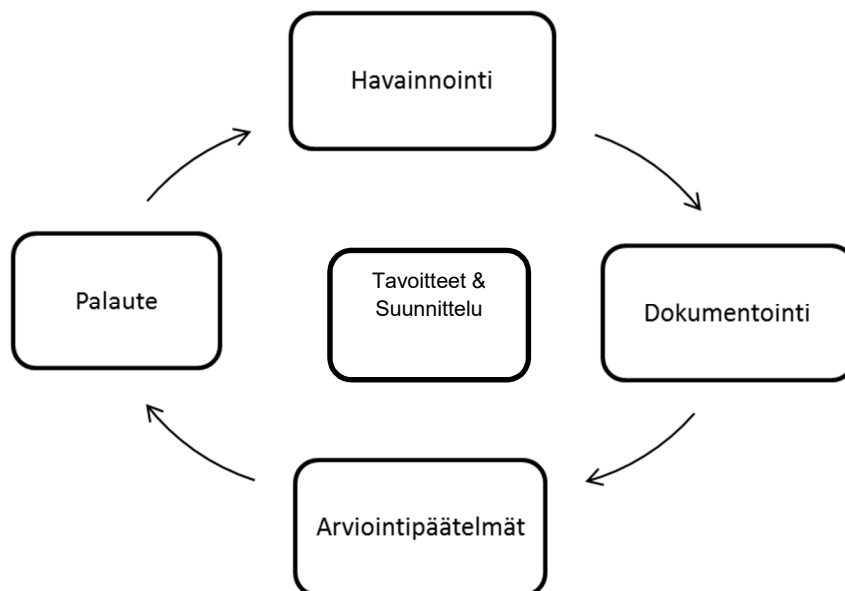 Havainnointi
Palaute
Tavoitteet &
Suunnittelu
Dokumentointi
Arviointipäätelmät